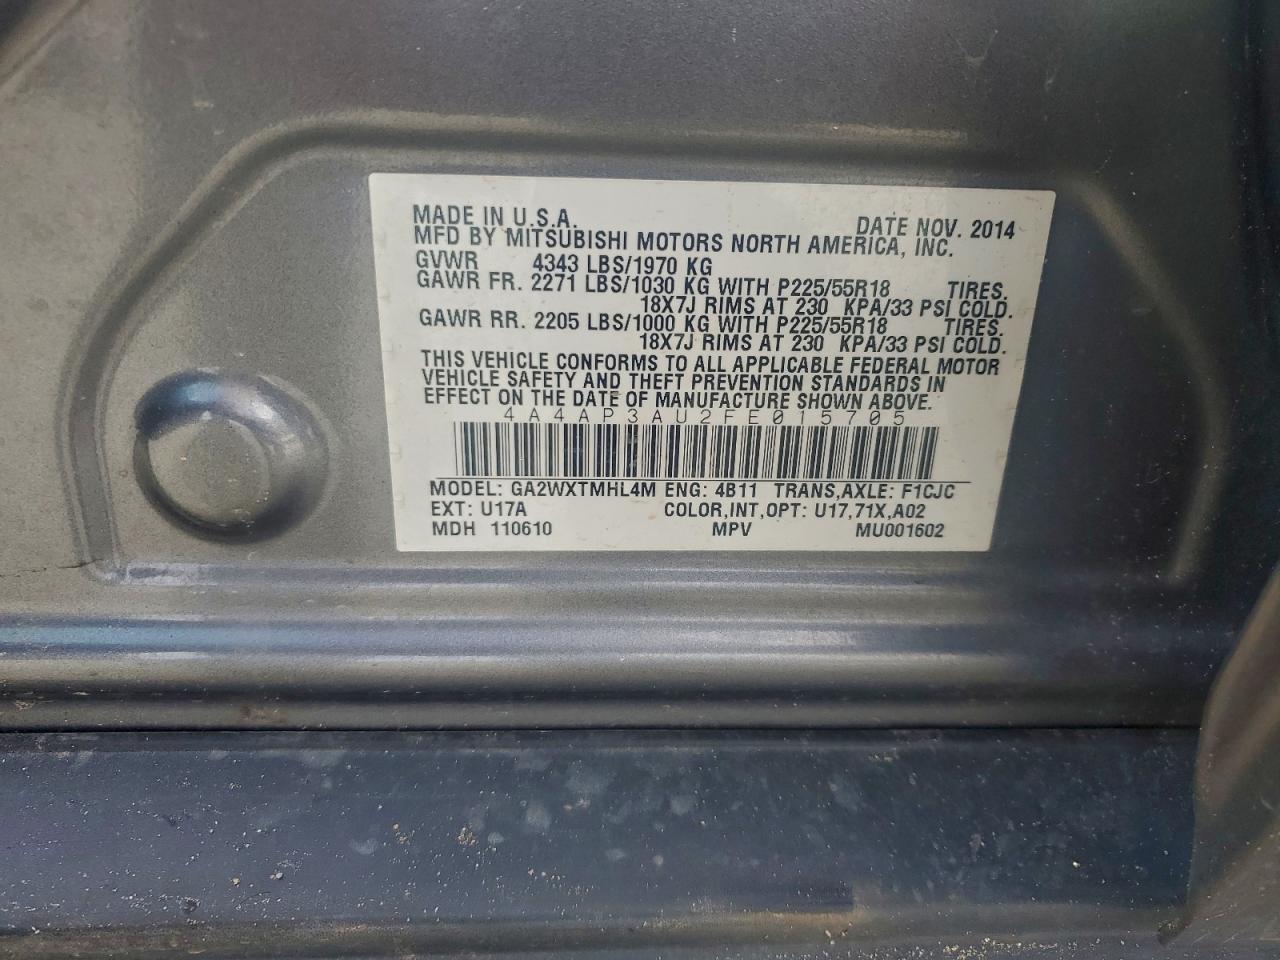 MADE IN U.S.A. DATE NOV. 2014
MFD BY MITSUBISHI MOTORS NORTH AMERICA, INC.
GVWR 4343 LBS/1970 KG
GAWR FR. 2271 LBS/1030 KG WITH P225/55R18 TIRES.
18X7J RIMS AT 230 KPA/33 PSI COLD.
GAWR RR. 2205 LBS/1000 KG WITH P225/55R18 TIRES.
18X7J RIMS AT 230 KPA/33 PSI COLD.
THIS VEHICLE CONFORMS TO ALL APPLICABLE FEDERAL MOTOR
VEHICLE SAFETY AND THEFT PREVENTION STANDARDS IN
EFFECT ON THE DATE OF MANUFACTURE SHOWN ABOVE.
4A4AP3AU2FE015705
MODEL: GA2WXTMHL4M ENG: 4B11 TRANS,AXLE: F1CJC
EXT: U17A COLOR,INT,OPT: U17,71X,A02
MDH 110610 MPV MU001602